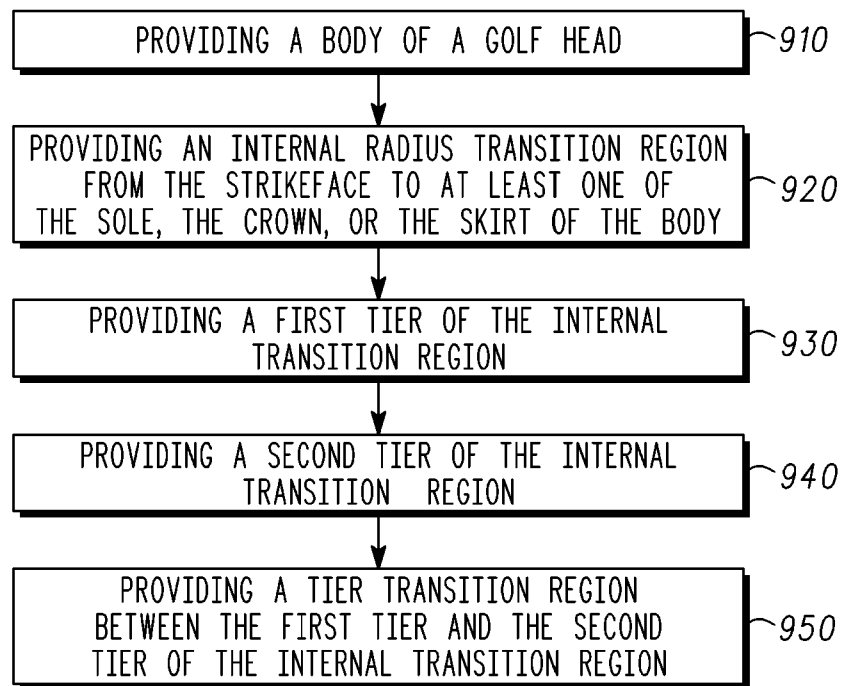 PROVIDING A BODY OF A GOLF HEAD
910
PROVIDING AN INTERNAL RADIUS TRANSITION REGION
FROM THE STRIKEFACE TO AT LEAST ONE OF
THE SOLE, THE CROWN, OR THE SKIRT OF THE BODY
920
PROVIDING A FIRST TIER OF THE INTERNAL
TRANSITION REGION
930
PROVIDING A SECOND TIER OF THE INTERNAL
TRANSITION REGION
940
PROVIDING A TIER TRANSITION REGION
BETWEEN THE FIRST TIER AND THE SECOND
TIER OF THE INTERNAL TRANSITION REGION
950